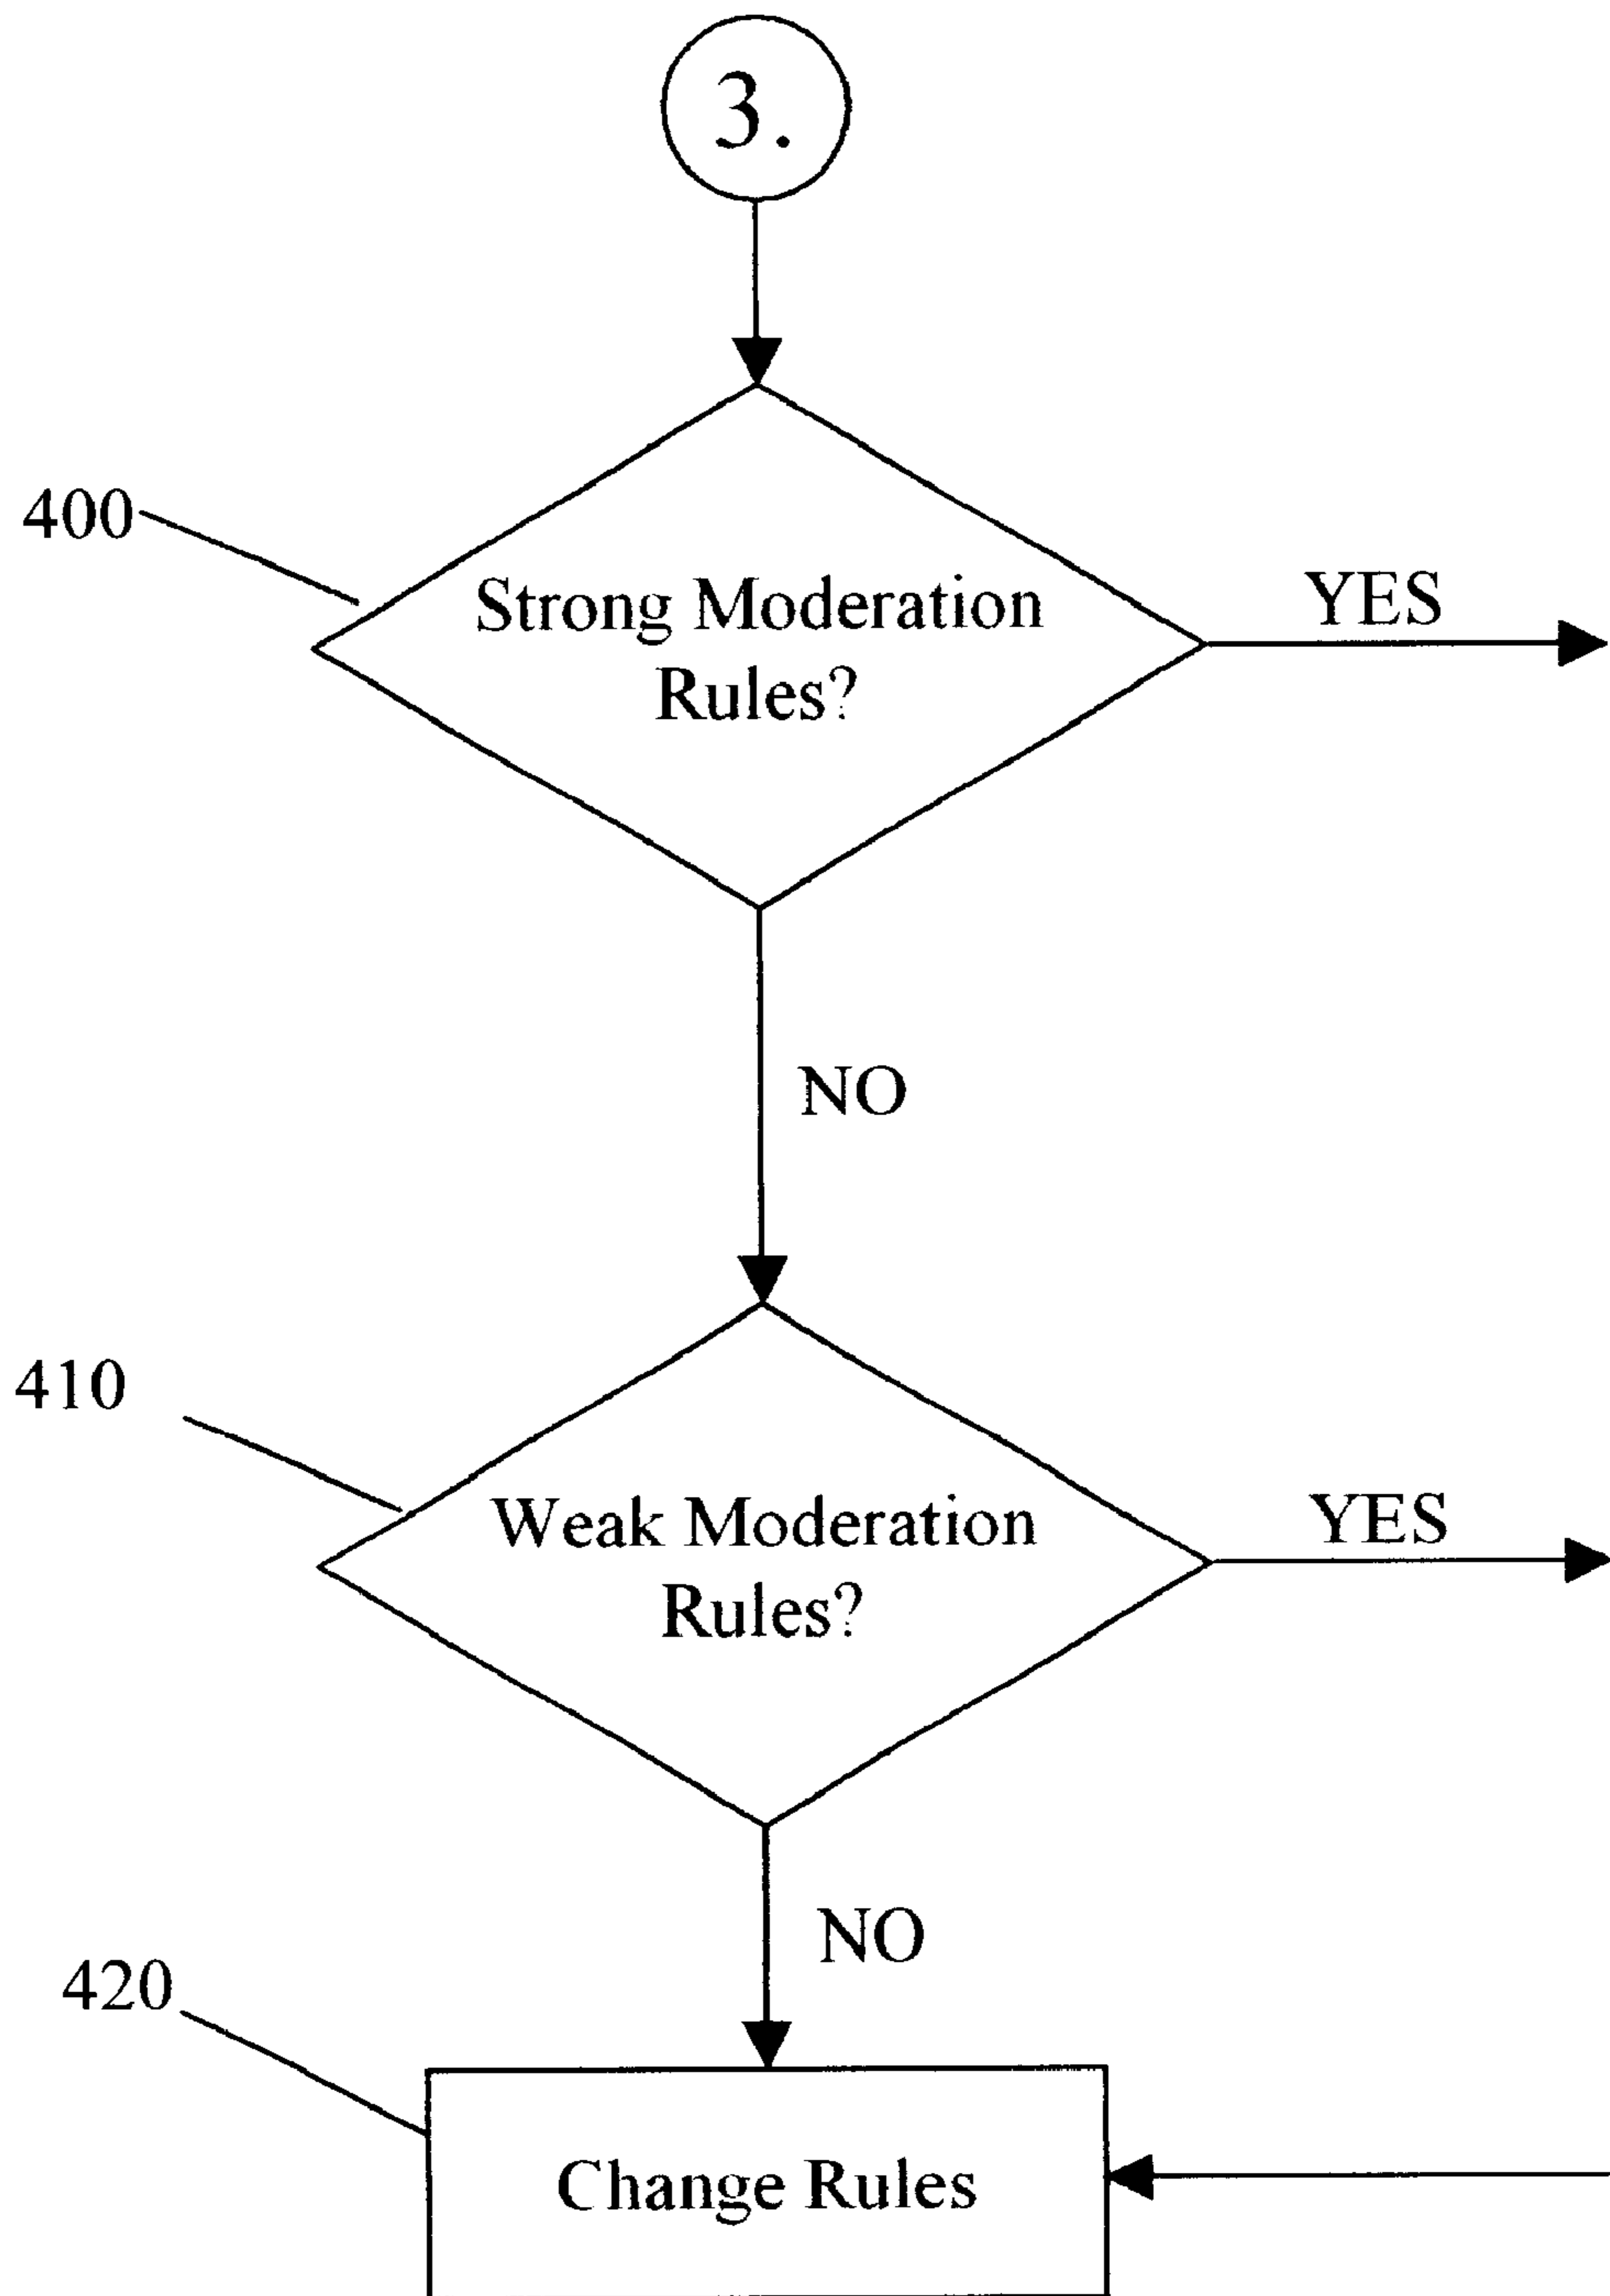 3.
400
Strong Moderation
Rules?
YES
NO
410
Weak Moderation
Rules?
YES
NO
420
Change Rules